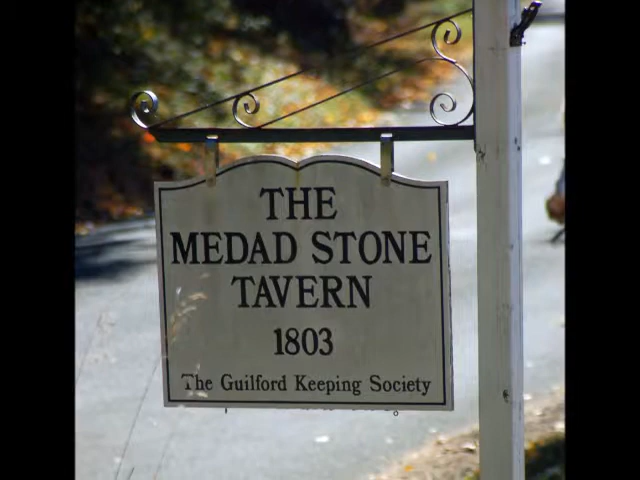 THE
MEDAD STONE
TAVERN
1803
The Guilford Keeping Society